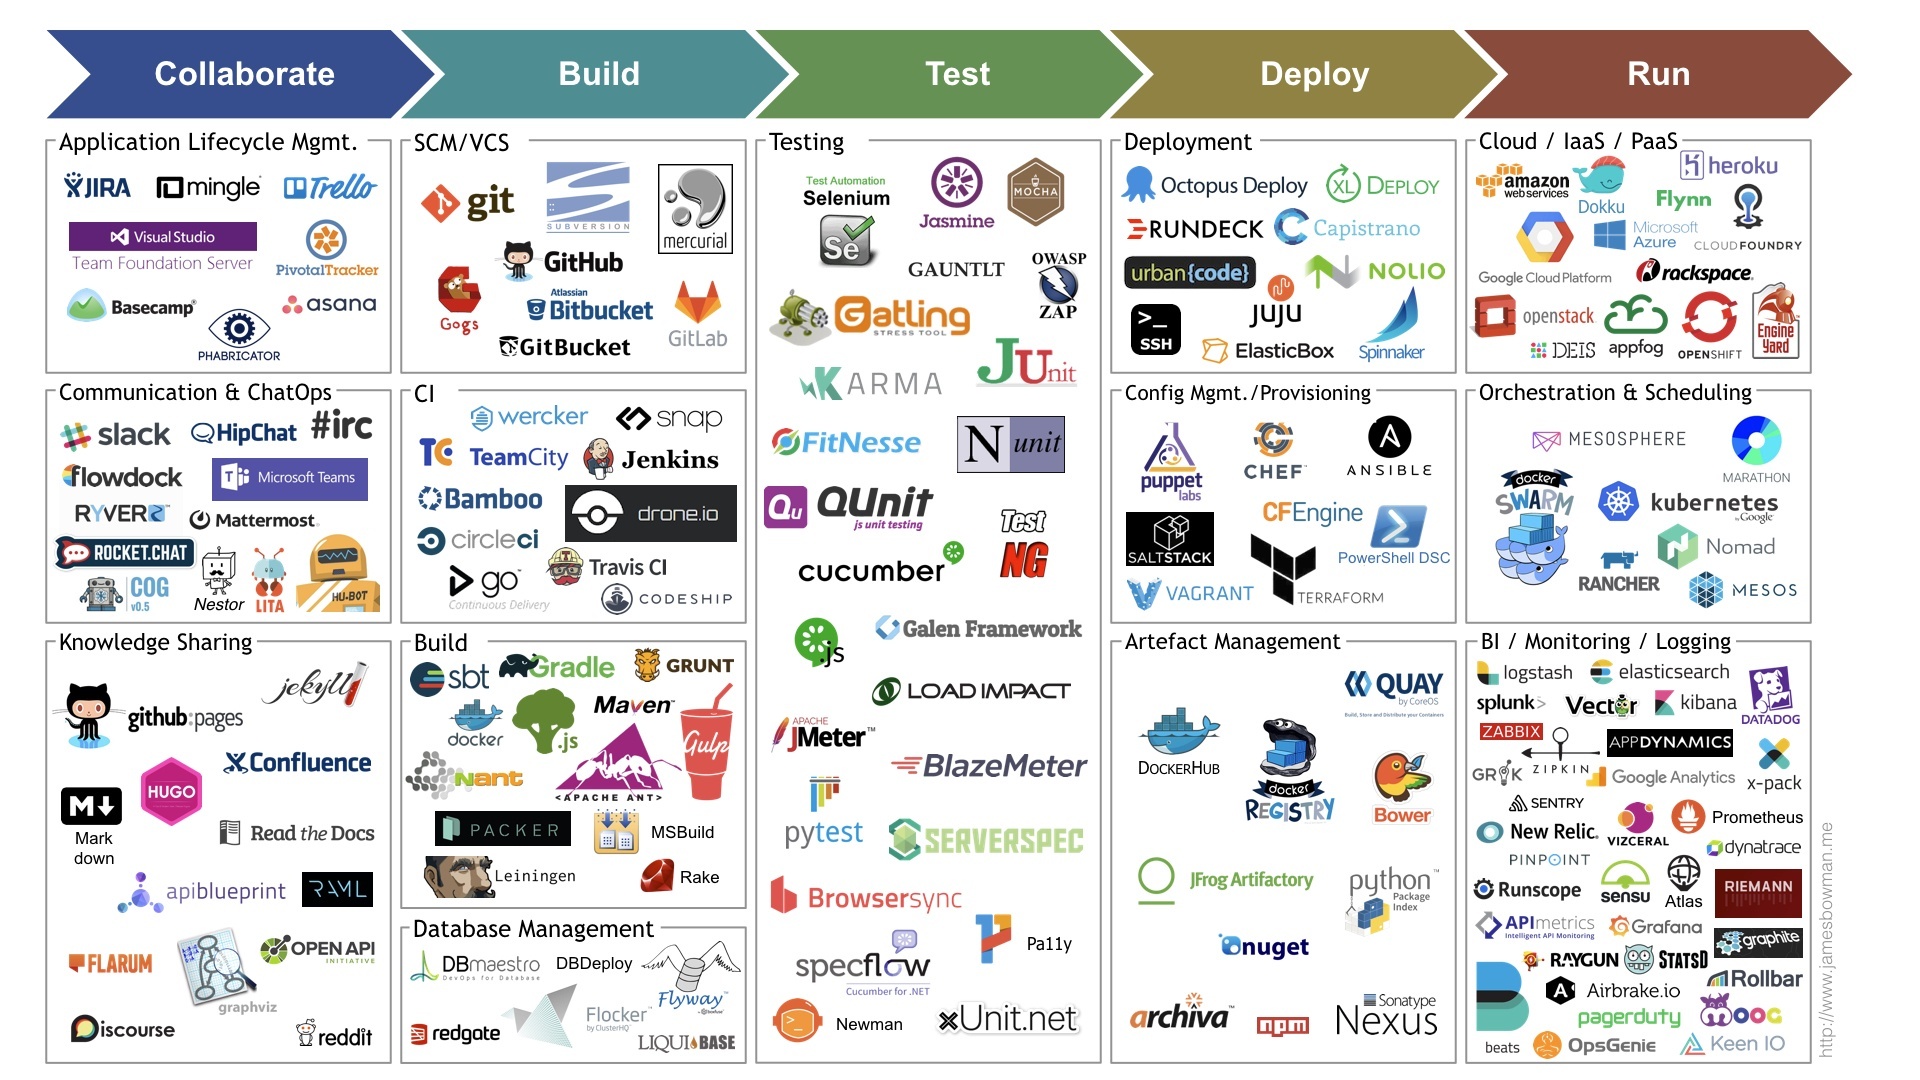 Collaborate
Build
Test
Deploy
Run
Application Lifecycle Mgmt.
JIRA
mingle
Trello
Visual Studio
Team Foundation Server
PivotalTracker
Basecamp
asana
PHABRICATOR
Communication & ChatOps
slack
HipChat
#irc
flowdock
Microsoft Teams
RYVER
Mattermost
ROCKET.CHAT
COG
v0.5
Nestor
LITA
HU-BOT
Knowledge Sharing
jekyll
github:pages
Confluence
HUGO
M
Mark
down
Read the Docs
apiblueprint
RAML
FLARUM
graphviz
OPEN API
INITIATIVE
Discourse
reddit
SCM/VCS
git
SUBVERSION
mercurial
GitHub
Gogs
Atlassian
Bitbucket
GitLab
GitBucket
CI
wercker
snap
TC
TeamCity
Jenkins
Bamboo
drone.io
circleci
go
Continuous Delivery
Travis CI
CODESHIP
Build
sbt
Gradle
GRUNT
docker
.js
Maven™
Gulp
Nant
<APACHE ANT>
PACKER
MSBuild
Leiningen
Rake
Database Management
DBmaestro
DevOps for Database
DBDeploy
Flyway
Flocker
by ClusterHQ
redgate
LIQUIBASE
Testing
Test Automation
Selenium
Se
Jasmine
MOCHA
GAUNTLT
OWASP
ZAP
Gatling
STRESS TOOL
KARMA
JUnit
FitNesse
N unit
Qu
QUnit
js unit testing
Test
NG
cucumber
.js
Galen Framework
LOAD IMPACT
APACHE
JMeter™
BlazeMeter
pytest
SERVERSPEC
Browsersync
Pa11y
specflow
Cucumber for .NET
Newman
xUnit.net
Deployment
Octopus Deploy
XL DEPLOY
RUNDECK
Capistrano
urban{code}
NOLIO
>_
SSH
JUJU
ElasticBox
Spinnaker
Config Mgmt./Provisioning
puppet
labs
CHEF
ANSIBLE
CFEngine
SALTSTACK
PowerShell DSC
VAGRANT
TERRAFORM
Artefact Management
QUAY
by CoreOS
Build, Store and Distribute your Containers
DOCKERHUB
docker
REGISTRY
Bower
JFrog Artifactory
python™
Package
Index
nuget
archiva™
npm
Sonatype
Nexus
Cloud / IaaS / PaaS
amazon
webservices
Dokku
heroku
Flynn
Microsoft
Azure
CLOUDFOUNDRY
Google Cloud Platform
rackspace.
openstack
DEIS
appfog
OPENSHIFT
Engine
Yard
Orchestration & Scheduling
MESOSPHERE
MARATHON
docker
SWARM
kubernetes
by Google
Nomad
RANCHER
MESOS
BI / Monitoring / Logging
logstash
elasticsearch
splunk>
Vector
kibana
DATADOG
ZABBIX
ZIPKIN
APPDYNAMICS
GROK
Google Analytics
x-pack
SENTRY
New Relic.
VIZCERAL
Prometheus
PINPOINT
dynatrace
Runscope
sensu
Atlas
RIEMANN
APImetrics
Intelligent API Monitoring
Grafana
graphite
RAYGUN
STATSD
Rollbar
beats
Airbrake.io
pagerduty
MOOG
OpsGenie
Keen IO
http://www.jamesbowman.me